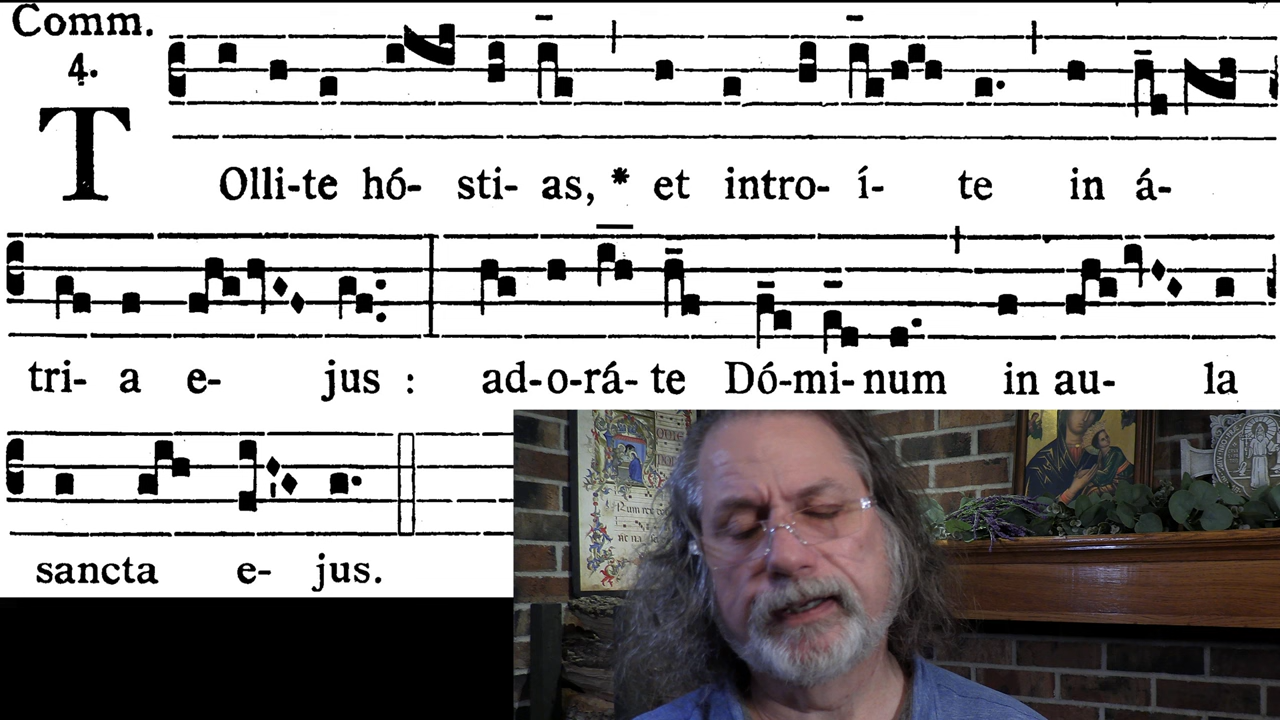 Comm.
4.
TOlli-te hó- sti- as, * et intro- í- te in á-
tri- a e- jus : ad-o-rá- te Dó-mi-num in au- la
sancta e- jus.